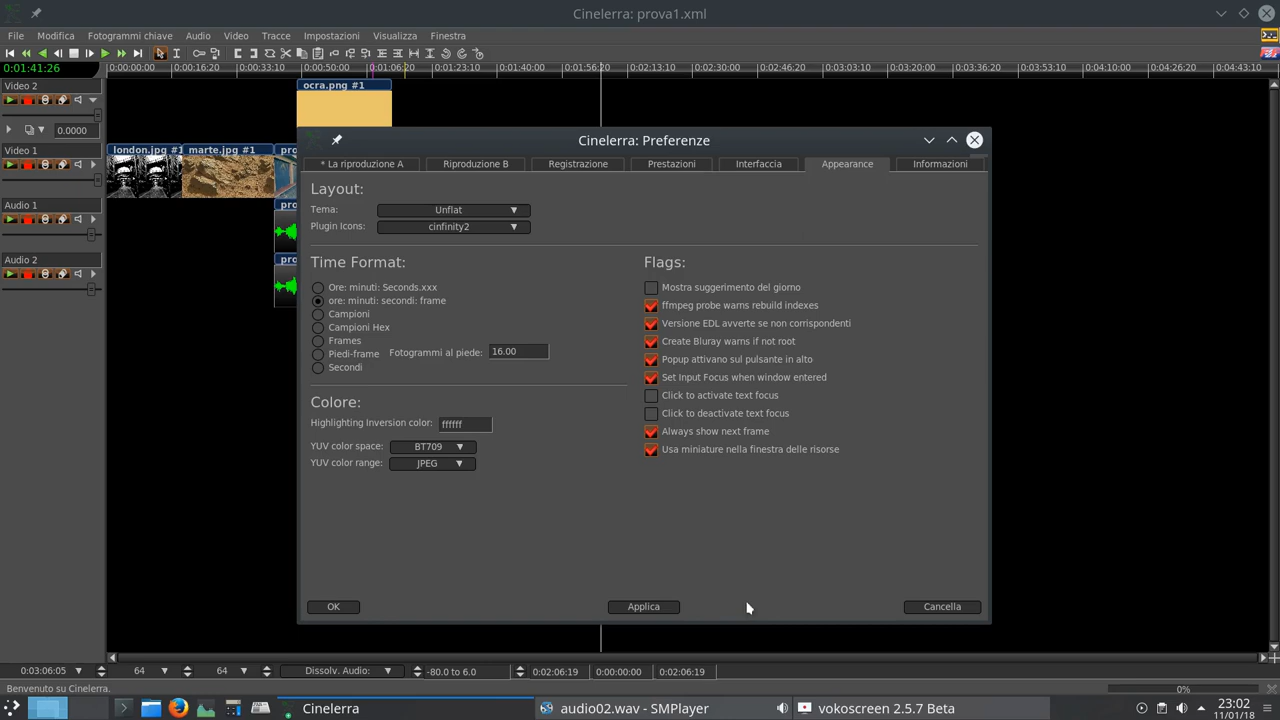 Cinelerra: prova1.xml
File Modifica Fotogrammi chiave Audio Video Tracce Impostazioni Visualizza Finestra
0:01:41:26 0:00:00:00 0:00:16:20 0:00:33:10 0:00:50:00 0:01:06:20 0:01:23:10 0:01:40:00 0:02:13:10 0:02:30:00 0:02:46:20 0:03:03:10 0:03:20:00 0:03:36:20 0:03:53:10 0:04:10:00 0:04:26:20 0:04:43:10
Video 2
ocra.png #1
0.0000
Cinelerra: Preferenze
Video 1
london.jpg #1 marte.jpg #1 pro
* La riproduzione A Riproduzione B Registrazione Prestazioni Interfaccia Appearance Informazioni
Layout:
Audio 1
pro
Tema: Unflat
Plugin Icons: cinfinity2
Audio 2
pro
Time Format:
Ore: minuti: Seconds.xxx
ore: minuti: secondi: frame
Campioni
Campioni Hex
Frames
Piedi-frame Fotogrammi al piede: 16.00
Secondi
Colore:
Highlighting Inversion color: ffffff
YUV color space: BT709
YUV color range: JPEG
Flags:
Mostra suggerimento del giorno
ffmpeg probe warns rebuild indexes
Versione EDL avverte se non corrispondenti
Create Bluray warns if not root
Popup attivano sul pulsante in alto
Set Input Focus when window entered
Click to activate text focus
Click to deactivate text focus
Always show next frame
Usa miniature nella finestra delle risorse
OK Applica Cancella
0:03:06:05 64 64 Dissolv. Audio: -80.0 to 6.0 0:02:06:19 0:00:00:00 0:02:06:19
Benvenuto su Cinelerra. 0%
Cinelerra audio02.wav - SMPlayer vokoscreen 2.5.7 Beta 23:02
11/01/18